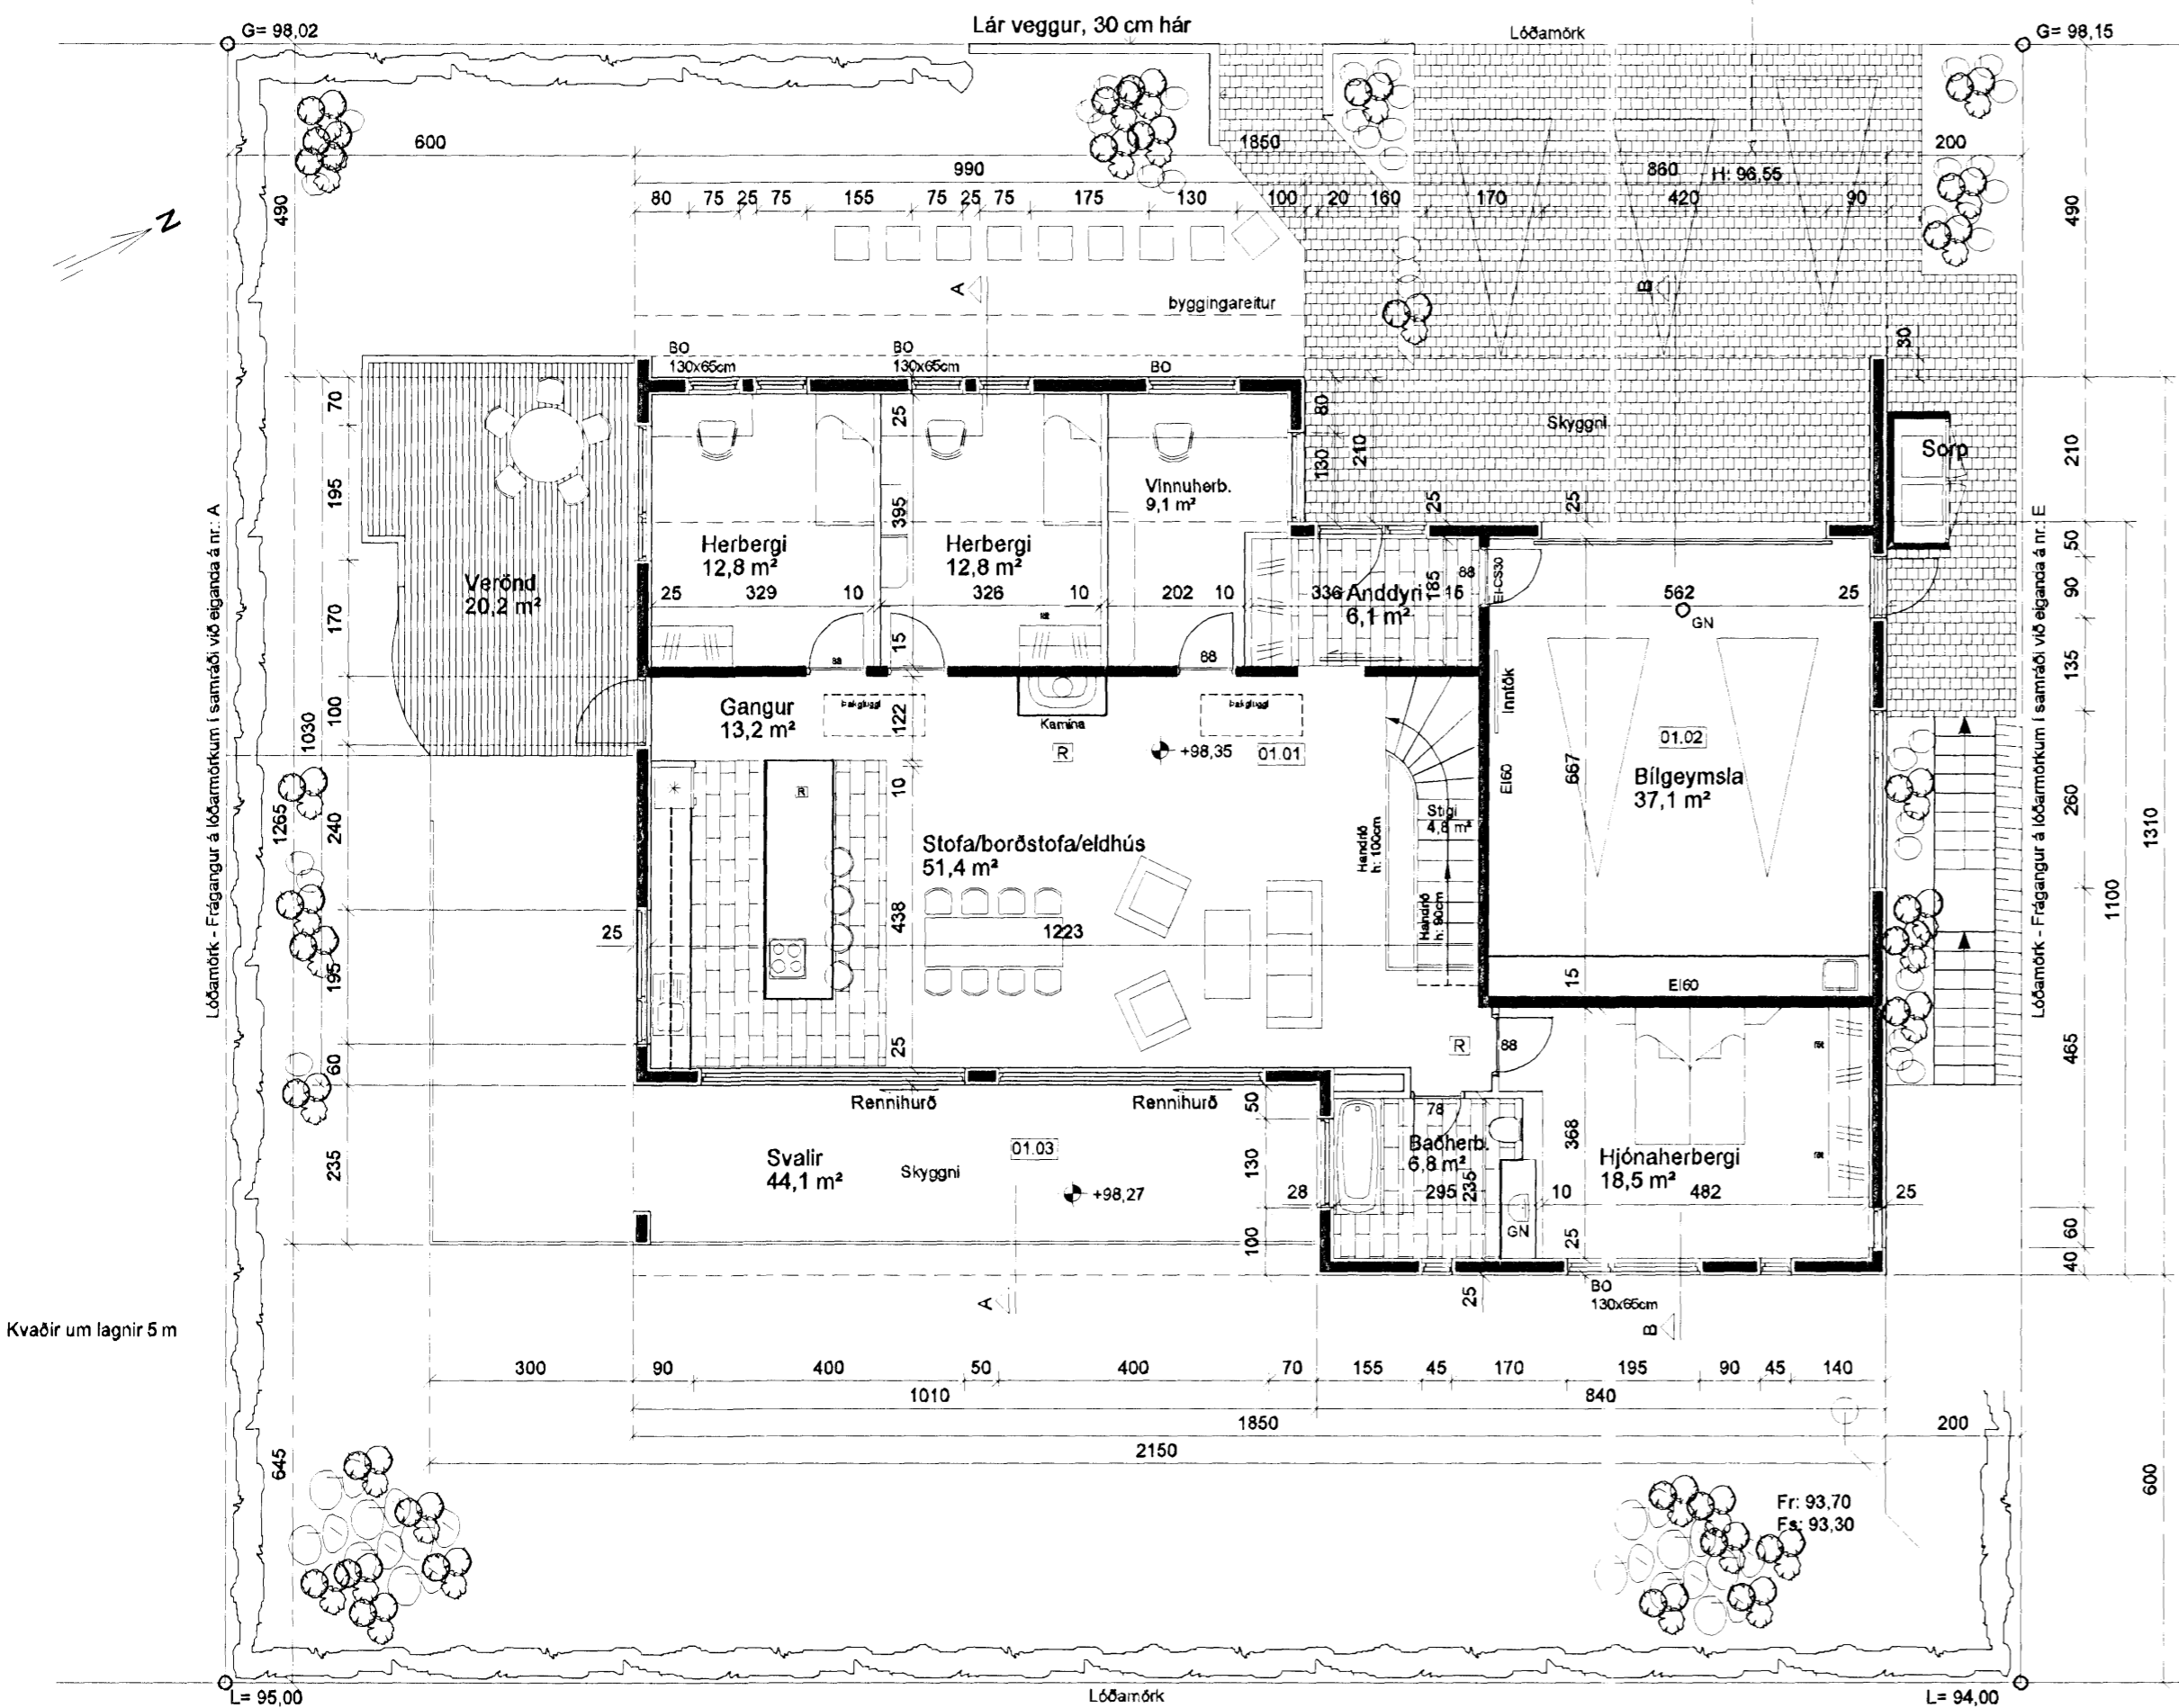 G= 98,02
Lár veggur, 30 cm hár
Lóðamörk
G= 98,15
600
1850
200
990
860
H: 96,55
80 75 25 75 155 75 25 75 175 130 100 20 160 170 420 90
490
490
N
A
B
byggingareitur
BO
130x65cm
BO
130x65cm
BO
30
Skyggni
Sorp
70
25
80
130
210
25
25
210
195
395
Vinnuherb.
9,1 m²
Herbergi
12,8 m²
Herbergi
12,8 m²
Verönd
20,2 m²
25 329 10 326 10 202 10 336 15 562 25
Anddyri
6,1 m²
185
88
EI-CS30
GN
50
90
170
15
88
88
135
Lóðamörk - Frágangur á lóðamörkum í samráði við eiganda á nr.: A
Lóðamörk - Frágangur á lóðarmörkum í samráði við eiganda á nr.: E
Gangur
13,2 m²
Þakgluggi
122
Kamína
Þakgluggi
R
+98,35
01.01
Inntök
EI60
01.02
Bílgeymsla
37,1 m²
667
100
1030
1265
240
10
R
Stofa/borðstofa/eldhús
51,4 m²
Stigi
4,8 m²
Handrið
h: 100cm
Handrið
h: 90cm
260
1310
1100
25
438
1223
195
15
EI60
25
60
R
88
465
Rennihurð
Rennihurð
50
78
Baðherb.
6,8 m²
368
Hjónaherbergi
18,5 m²
235
01.03
Svalir
44,1 m²
Skyggni
130
+98,27
28
295
235
10
482
25
GN
100
25
60
40
A
25
BO
130x65cm
B
Kvaðir um lagnir 5 m
300 90 400 50 400 70 155 45 170 195 90 45 140
1010
840
1850
200
2150
645
600
Fr: 93,70
Fs: 93,30
L= 95,00
Lóðamörk
L= 94,00